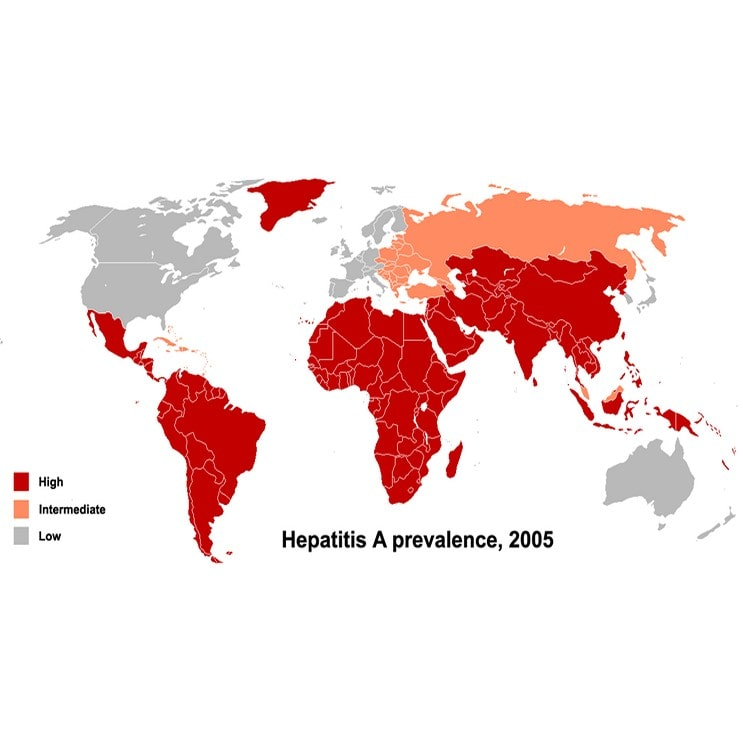 High
Intermediate
Low
Hepatitis A prevalence, 2005